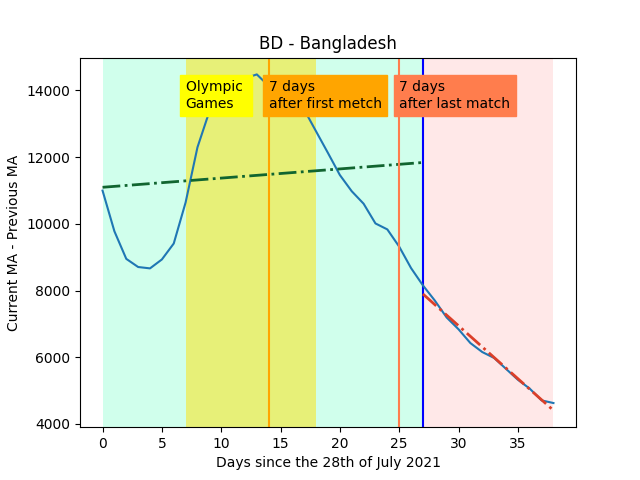 BD - Bangladesh
Olympic
Games
7 days
after first metch
7 days
after last match
Current MA - Previous MA
14000
12000
10000
8000
6000
4000
0 5 10 15 20 25 30 35
Days since the 28th of July 2021